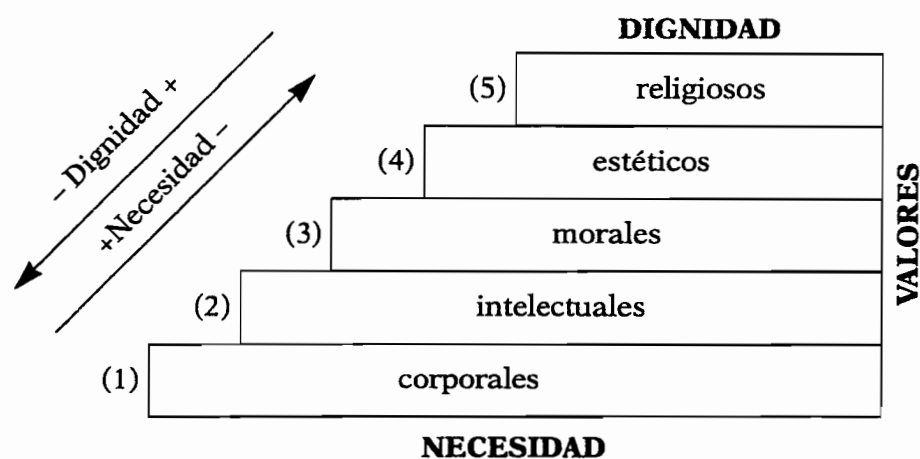 DIGNIDAD
(5) religiosos
(4) estéticos
(3) morales
(2) intelectuales
(1) corporales
NECESIDAD
VALORES
– Dignidad +
+Necesidad –